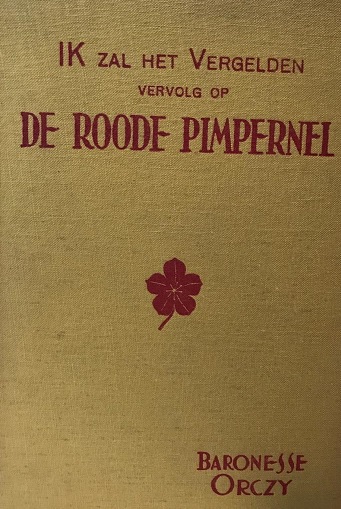 IK ZAL HET VERGELDEN
VERVOLG OP
DE ROODE PIMPERNEL
BARONESSE
ORCZY